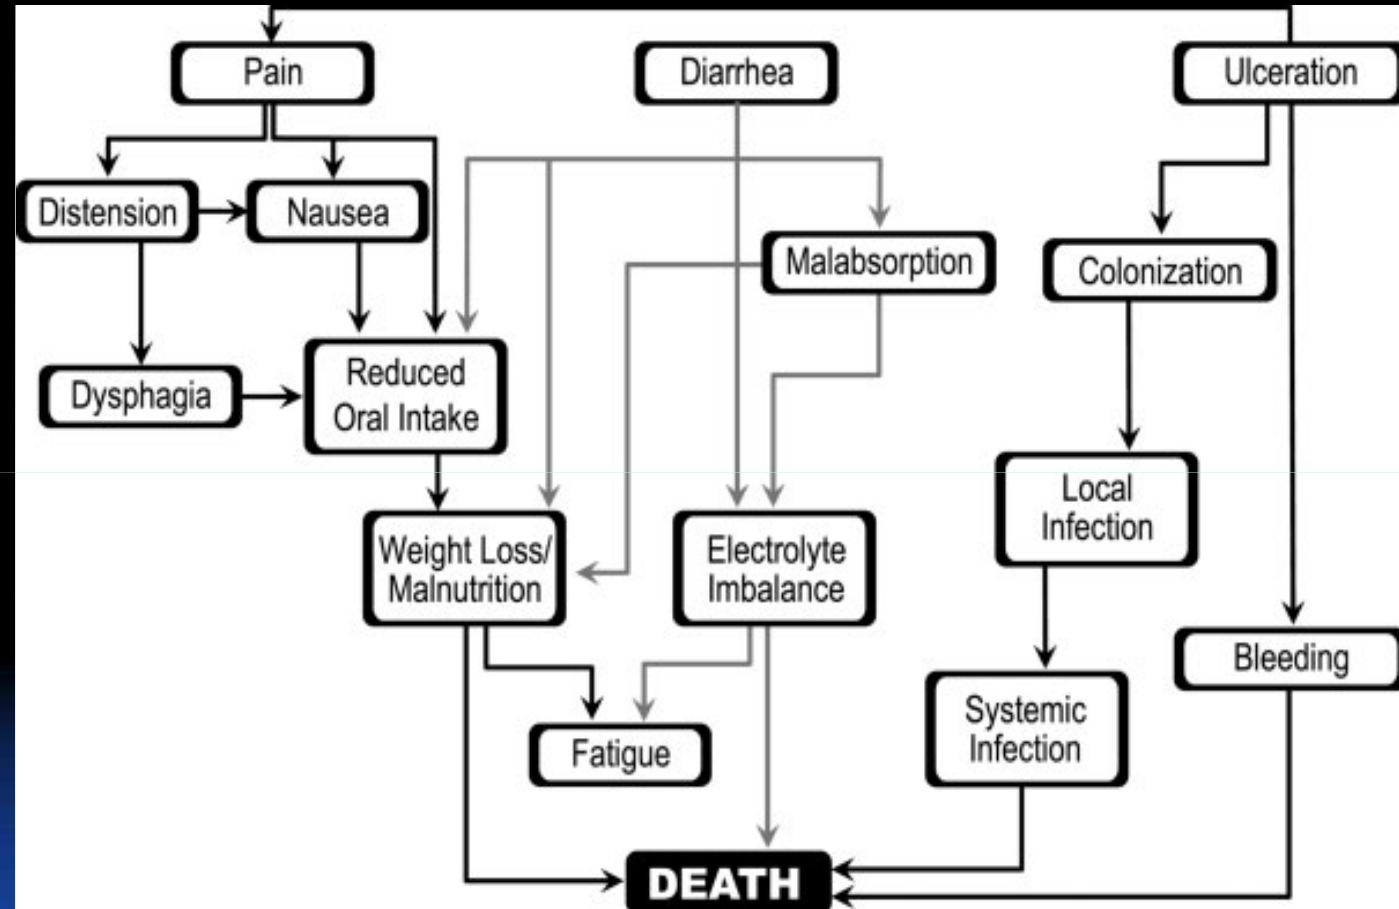 Pain
Diarrhea
Ulceration
Distension
Nausea
Malabsorption
Colonization
Dysphagia
Reduced
Oral Intake
Local
Infection
Weight Loss/
Malnutrition
Electrolyte
Imbalance
Bleeding
Systemic
Infection
Fatigue
DEATH